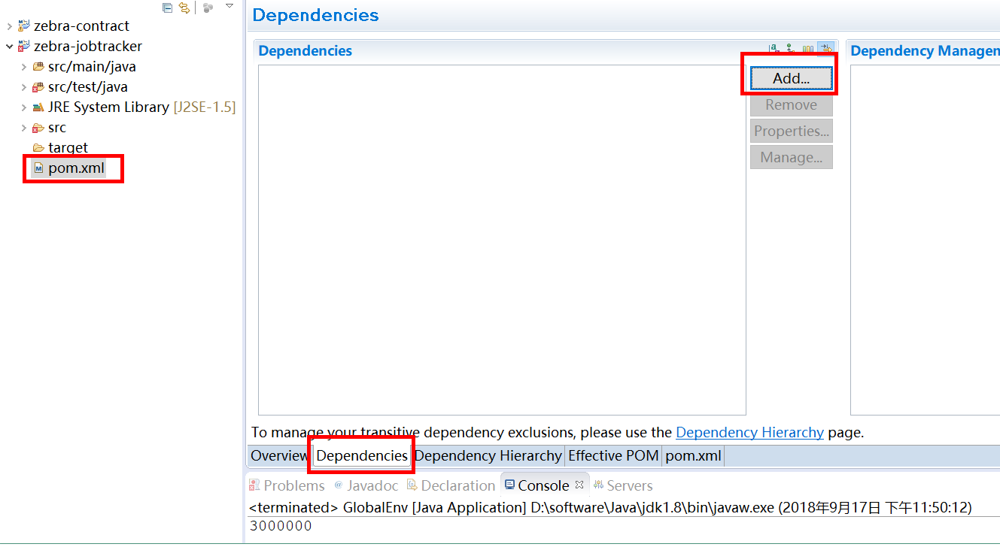 zebra-contract
zebra-jobtracker
src/main/java
src/test/java
JRE System Library [J2SE-1.5]
src
target
pom.xml
Dependencies
Dependencies
Add...
Remove
Properties...
Manage...
Dependency Managen
To manage your transitive dependency exclusions, please use the Dependency Hierarchy page.
Overview Dependencies Dependency Hierarchy Effective POM pom.xml
Problems @ Javadoc Declaration Console Servers
<terminated> GlobalEnv [Java Application] D:\software\Java\jdk1.8\bin\javaw.exe (2018年9月17日 下午11:50:12)
3000000